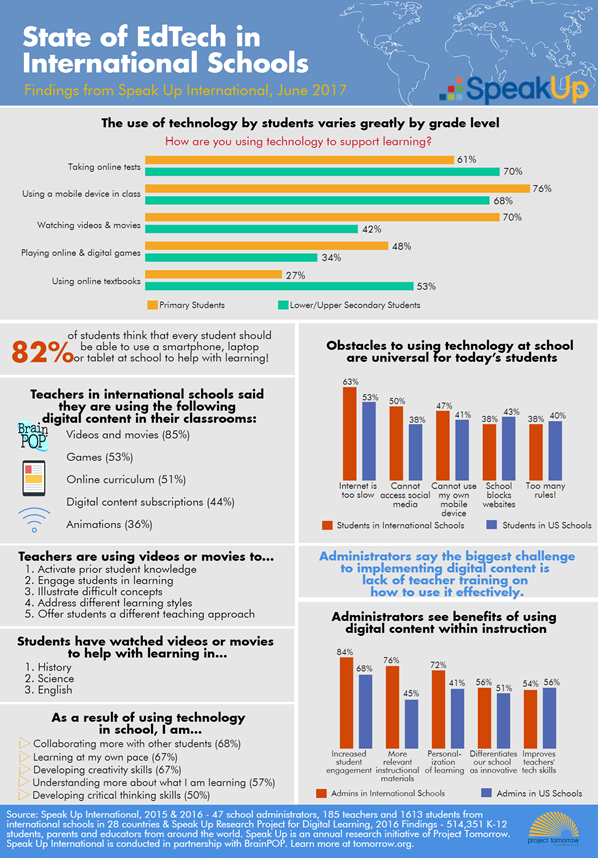 State of EdTech in
International Schools
Findings from Speak Up International, June 2017
SpeakUp
The use of technology by students varies greatly by grade level
How are you using technology to support learning?
Taking online tests
61%
70%
Using a mobile device in class
76%
68%
Watching videos & movies
70%
42%
Playing online & digital games
48%
34%
Using online textbooks
27%
53%
Primary Students
Lower/Upper Secondary Students
82%
of students think that every student should
be able to use a smartphone, laptop
or tablet at school to help with learning!
Teachers in international schools said
they are using the following
digital content in their classrooms:
Brain
POP
Videos and movies (85%)
Games (53%)
Online curriculum (51%)
Digital content subscriptions (44%)
Animations (36%)
Teachers are using videos or movies to...
1. Activate prior student knowledge
2. Engage students in learning
3. Illustrate difficult concepts
4. Address different learning styles
5. Offer students a different teaching approach
Students have watched videos or movies
to help with learning in...
1. History
2. Science
3. English
As a result of using technology
in school, I am...
Collaborating more with other students (68%)
Learning at my own pace (67%)
Developing creativity skills (67%)
Understanding more about what I am learning (57%)
Developing critical thinking skills (50%)
Obstacles to using technology at school
are universal for today's students
63%
53%
50%
38%
47%
41%
38%
43%
38%
40%
Internet is
too slow
Cannot
access social
media
Cannot use
my own
mobile
device
School
blocks
websites
Too many
rules!
Students in International Schools
Students in US Schools
Administrators say the biggest challenge
to implementing digital content is
lack of teacher training on
how to use it effectively.
Administrators see benefits of using
digital content within instruction
84%
68%
76%
45%
72%
41%
56%
51%
54%
56%
Increased
student
engagement
More
relevant
instructional
materials
Personal-
ization
of learning
Differentiates
our school
as innovative
Improves
teachers'
tech skills
Admins in International Schools
Admins in US Schools
Source: Speak Up International, 2015 & 2016 - 47 school administrators, 185 teachers and 1613 students from
international schools in 28 countries & Speak Up Research Project for Digital Learning, 2016 Findings - 514,351 K-12
students, parents and educators from around the world. Speak Up is an annual research initiative of Project Tomorrow.
Speak Up International is conducted in partnership with BrainPOP. Learn more at tomorrow.org.
project tomorrow